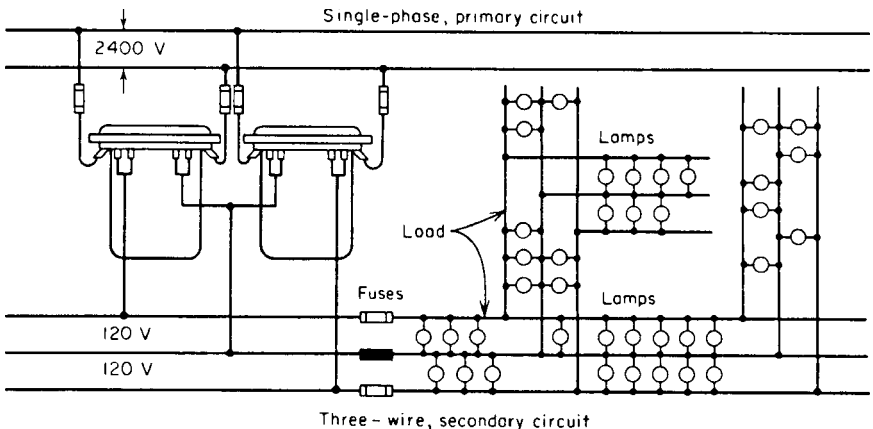 Single-phase, primary circuit
2400 V
Lamps
Load
Fuses
Lamps
120 V
120 V
Three-wire, secondary circuit